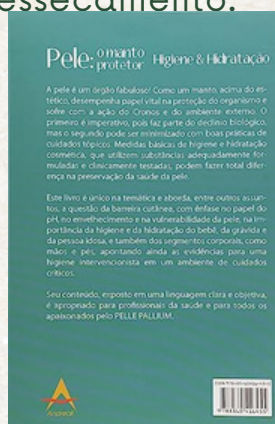 essecamento.
Pele: o manto protetor Higiene & Hidratação
A pele é um órgão fabuloso! Como um manto, acima do es-
tético, desempenha papel vital na proteção do organismo e
sofre com a ação do Cronos e do ambiente externo. O
primeiro é imperativo, pois faz parte do declínio biológico,
mas o segundo pode ser minimizado com boas práticas de
cuidados tópicos. Medidas básicas de higiene e hidratação
cosmética, que utilizem substâncias adequadamente for-
muladas e clinicamente testadas, podem fazer total difer-
ença na preservação da saúde da pele.
Este livro é único na temática e aborda, entre outros assun-
tos, a questão da barreira cutânea, com ênfase no papel do
pH, no envelhecimento e na vulnerabilidade da pele, na im-
portância da higiene e da hidratação do bebê, da grávida e
da pessoa idosa, e também dos segmentos corporais, como
mãos e pés, apontando ainda as evidências para uma
higiene intervencionista em um ambiente de cuidados
críticos.
Seu conteúdo, exposto em uma linguagem clara e objetiva,
é apropriado para profissionais da saúde e para todos os
apaixonados pelo PELLE PALLIUM.